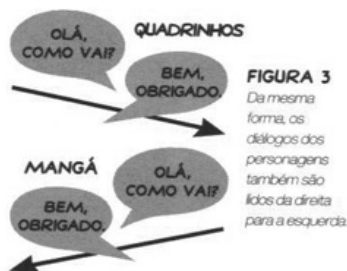 QUADRINHOS
OLÁ,
COMO VAI?
BEM,
OBRIGADO.
MANGÁ
OLÁ,
COMO VAI?
BEM,
OBRIGADO.
FIGURA 3
Da mesma
forma, os
diálogos dos
personagens
também são
lidos da direita
para a esquerda.